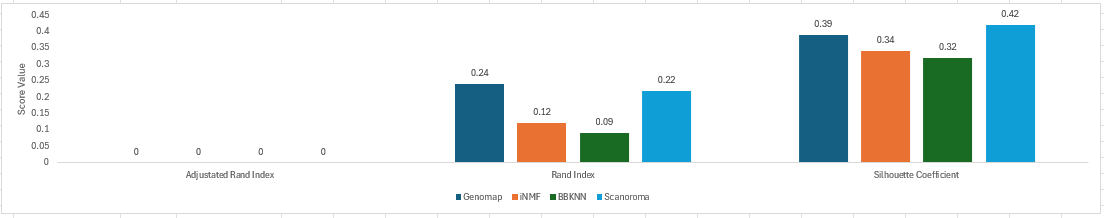 0.45
0.4
0.35
0.3
0.25
0.2
0.15
0.1
0.05
0
Score Value
0 0 0 0
0.24 0.12 0.09 0.22
0.39 0.34 0.32 0.42
Adjustated Rand Index
Rand Index
Silhouette Coefficient
Genomap iNMF BBKNN Scanoroma